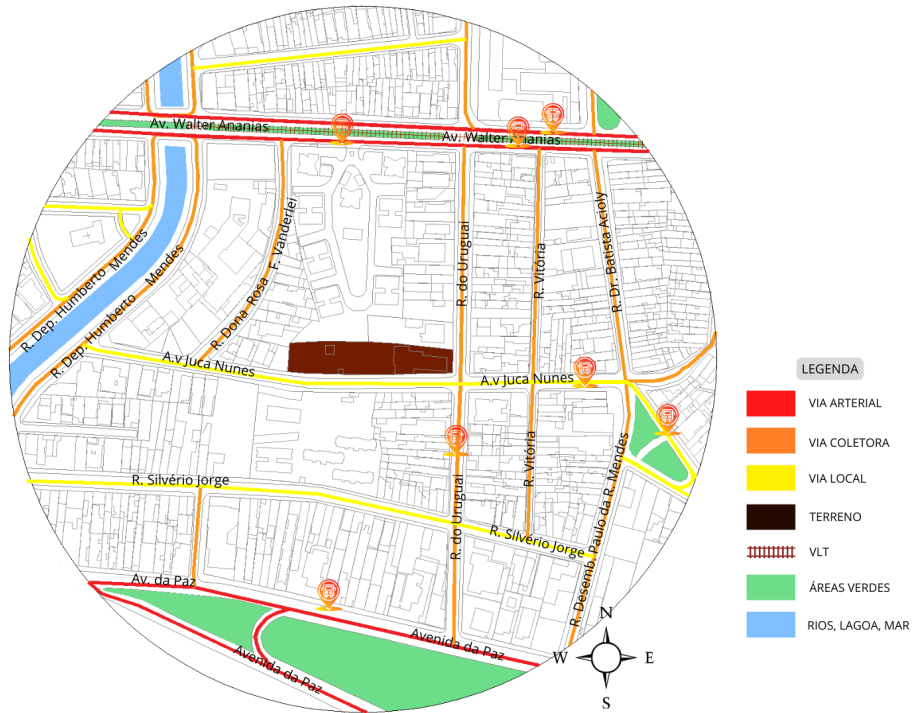 Av. Walter Ananias
Av. Walter Ananias
R. Dep. Humberto Mendes
R. Dep. Humberto Mendes
R. Dona Rosa F. Vanderlei
R. do Uruguai
R. Vitória
R. Dr. Batista Acioly
A.v Juca Nunes
A.v Juca Nunes
R. Silvério Jorge
R. do Uruguai
R. Vitória
R. Silvério Jorge
R. Desemb. Paulo da R. Mendes
Av. da Paz
Avenida da Paz
Avenida da Paz
N
W
E
S
LEGENDA
VIA ARTERIAL
VIA COLETORA
VIA LOCAL
TERRENO
VLT
ÁREAS VERDES
RIOS, LAGOA, MAR